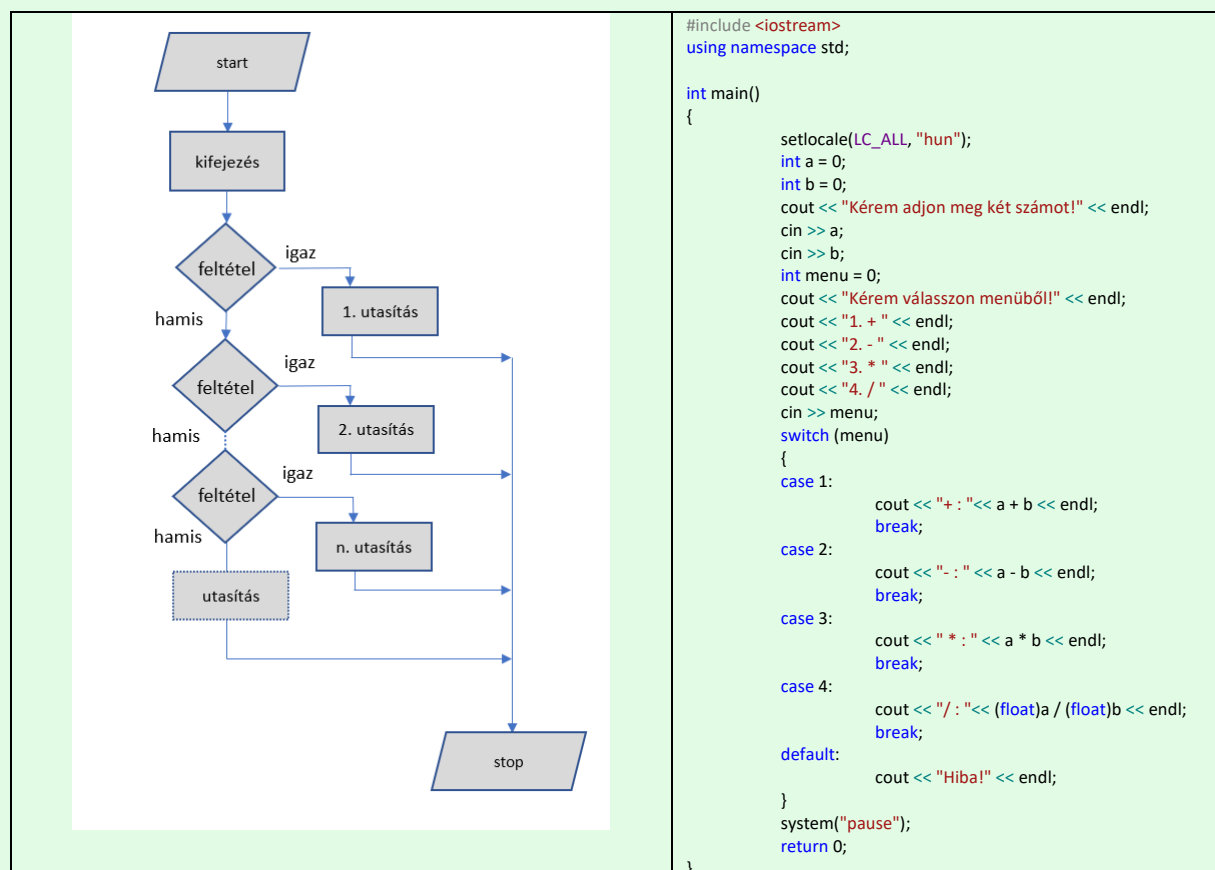 start
kifejezés
feltétel
igaz
1. utasítás
hamis
feltétel
igaz
2. utasítás
hamis
feltétel
igaz
n. utasítás
hamis
utasítás
stop
#include <iostream>
using namespace std;
int main()
{
setlocale(LC_ALL, "hun");
int a = 0;
int b = 0;
cout << "Kérem adjon meg két számot!" << endl;
cin >> a;
cin >> b;
int menu = 0;
cout << "Kérem válasszon menüből!" << endl;
cout << "1. + " << endl;
cout << "2. - " << endl;
cout << "3. * " << endl;
cout << "4. / " << endl;
cin >> menu;
switch (menu)
{
case 1:
cout << "+ : "<< a + b << endl;
break;
case 2:
cout << "- : " << a - b << endl;
break;
case 3:
cout << " * : " << a * b << endl;
break;
case 4:
cout << "/ : "<< (float)a / (float)b << endl;
break;
default:
cout << "Hiba!" << endl;
}
system("pause");
return 0;
}